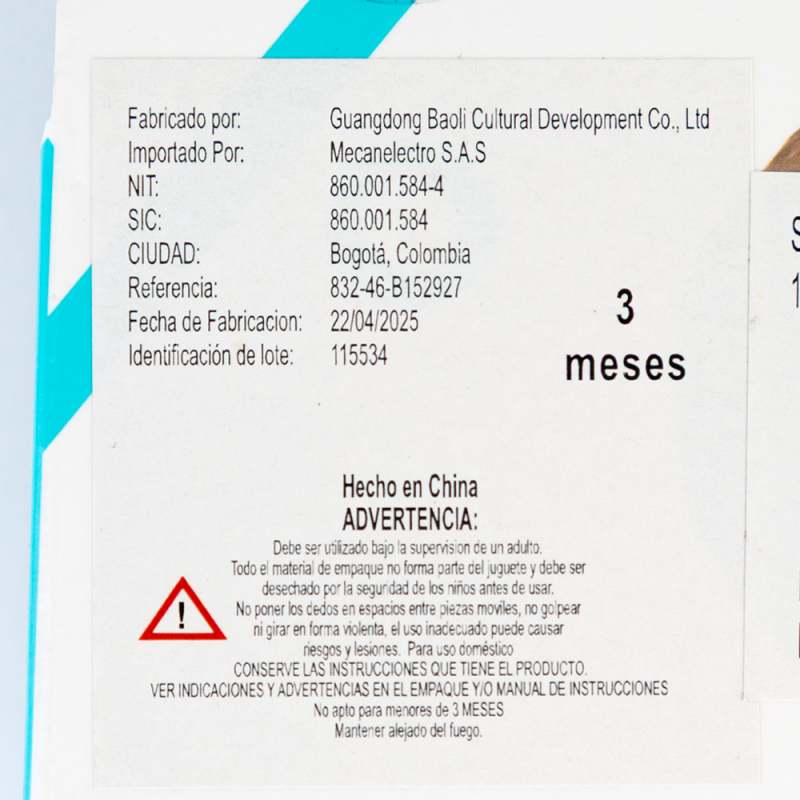 Fabricado por: Guangdong Baoli Cultural Development Co., Ltd
Importado Por: Mecanelectro S.A.S
NIT: 860.001.584-4
SIC: 860.001.584
CIUDAD: Bogotá, Colombia
Referencia: 832-46-B152927
Fecha de Fabricacion: 22/04/2025
Identificación de lote: 115534
3
meses
Hecho en China
ADVERTENCIA:
Debe ser utilizado bajo la supervision de un adulto.
Todo el material de empaque no forma parte del juguete y debe ser
desechado por la seguridad de los niños antes de usar.
No poner los dedos en espacios entre piezas moviles, no golpear
ni girar en forma violenta, el uso inadecuado puede causar
riesgos y lesiones. Para uso doméstico
CONSERVE LAS INSTRUCCIONES QUE TIENE EL PRODUCTO.
VER INDICACIONES Y ADVERTENCIAS EN EL EMPAQUE Y/O MANUAL DE INSTRUCCIONES
No apto para menores de 3 MESES
Mantener alejado del fuego.